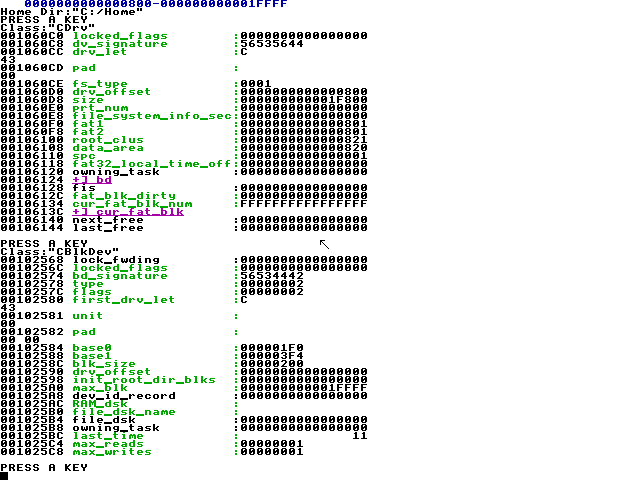 0000000000000800-000000000001FFFF
Home Dir:"C:/Home"
PRESS A KEY
Class:"CDrv"
001060C0 locked_flags :0000000000000000
001060C8 dv_signature :56535644
001060CC drv_let :C
43
001060CD pad :
00
001060CE fs_type :0001
001060D0 drv_offset :0000000000000800
001060D8 size :000000000001F800
001060E0 prt_num :0000000000000000
001060E8 file_system_info_sec:0000000000000000
001060F0 fat1 :0000000000000801
001060F8 fat2 :0000000000000801
00106100 root_clus :0000000000000821
00106108 data_area :0000000000000820
00106110 spc :0000000000000001
00106118 fat32_local_time_off:0000000000000000
00106120 owning_task :0000000000000000
00106124 +] bd
00106128 fis :0000000000000000
0010612C fat_blk_dirty :0000000000000000
00106134 cur_fat_blk_num :FFFFFFFFFFFFFFFF
0010613C +] cur_fat_blk
00106140 next_free :0000000000000000
00106144 last_free :0000000000000000
PRESS A KEY
Class:"CBlkDev"
00102568 lock_fwding :0000000000000000
0010256C locked_flags :0000000000000000
00102574 bd_signature :56534442
00102578 type :00000002
0010257C flags :00000002
00102580 first_drv_let :C
43
00102581 unit :
00
00102582 pad :
00 00
00102584 base0 :000001F0
00102588 base1 :000003F4
0010258C blk_size :00000200
00102590 drv_offset :0000000000000000
00102598 init_root_dir_blks :0000000000000000
001025A0 max_blk :000000000001FFFF
001025A8 dev_id_record :0000000000000000
001025AC RAM_dsk :
001025B0 file_dsk_name :
001025B4 file_dsk :0000000000000000
001025B8 owning_task :0000000000000000
001025BC last_time : 11
001025C4 max_reads :00000001
001025C8 max_writes :00000001
PRESS A KEY